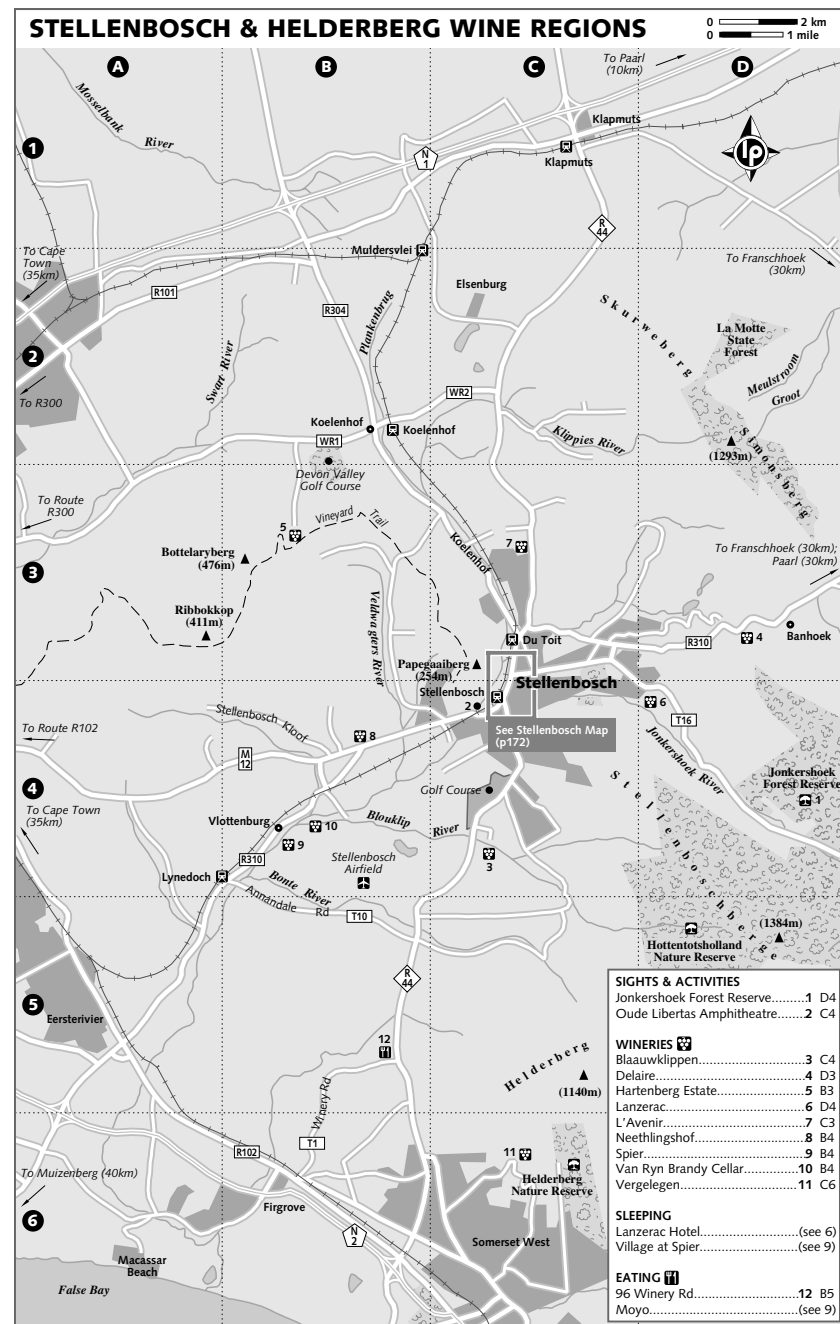 STELLENBOSCH & HELDERBERG WINE REGIONS
0 2 km
0 1 mile
A
B
C
D
To Paarl
(10km)
Mosselbank
River
Klapmuts
1
N
1
Klapmuts
lp
R
44
To Cape
Town
(35km)
Muldersvlei
To Franschhoek
(30km)
R101
Elsenburg
R304
Plankenbrug
Skurweberg
La Motte
State
Forest
2
Swart River
Meulstroom
Groot
To R300
WR2
Koelenhof
WR1
Koelenhof
Klippies River
Simonsberg
(1293m)
Devon Valley
Golf Course
To Route
R300
Vineyard
Trail
5
7
Koelenhof
To Franschhoek (30km);
Paarl (30km)
3
Bottelaryberg
(476m)
Ribbokkop
(411m)
Veldwagters River
Du Toit
R310
4
Banhoek
Papegaaiberg
(254m)
Stellenbosch
Stellenbosch
2
6
Stellenbosch Kloof
T16
To Route R102
8
See Stellenbosch Map
(p172)
M
12
Jonkershoek River
Stellenboschberge
Jonkershoek
Forest Reserve
1
4
Golf Course
To Cape Town
(35km)
Vlottenburg
10
Blouklip
River
9
R310
Stellenbosch
Airfield
3
Lynedoch
Bonte River
Annandale Rd
T10
(1384m)
Hottentotsholland
Nature Reserve
R
44
5
Eersterivier
12
Helderberg
(1140m)
Winery Rd
T1
R102
11
Helderberg
Nature Reserve
To Muizenberg (40km)
6
Firgrove
N
2
Somerset West
Macassar
Beach
False Bay
SIGHTS & ACTIVITIES
Jonkershoek Forest Reserve.........1 D4
Oude Libertas Amphitheatre......2 C4
WINERIES
Blaauwklippen...........................3 C4
Delaire......................................4 D3
Hartenberg Estate......................5 B3
Lanzerac...................................6 D4
L'Avenir....................................7 C3
Neethlingshof............................8 B4
Spier.........................................9 B4
Van Ryn Brandy Cellar..............10 B4
Vergelegen...............................11 C6
SLEEPING
Lanzerac Hotel......................(see 6)
Village at Spier......................(see 9)
EATING
96 Winery Rd..........................12 B5
Moyo....................................(see 9)